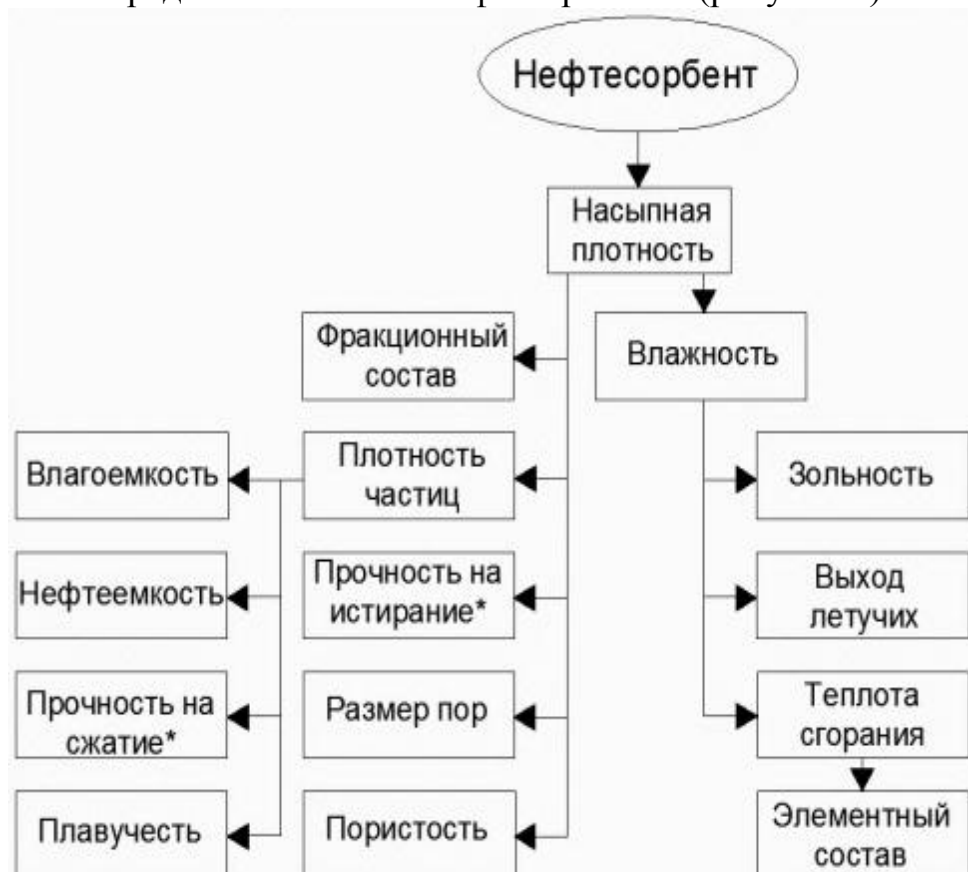 Нефтесорбент
Насыпная
плотность
Фракционный
состав
Влажность
Влагоемкость
Плотность
частиц
Зольность
Нефтеемкость
Прочность на
истирание*
Выход
летучих
Прочность на
сжатие*
Размер пор
Теплота
сгорания
Плавучесть
Пористость
Элементный
состав